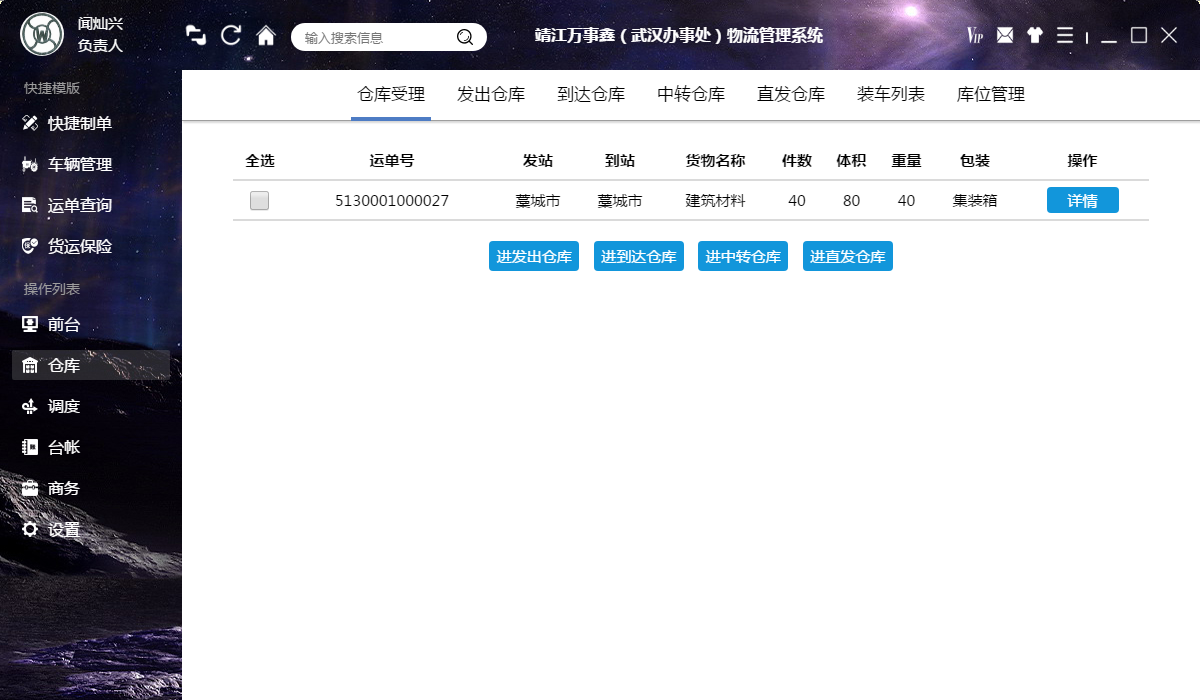 闻灿兴
负责人
输入搜索信息
靖江万事鑫（武汉办事处）物流管理系统
VIP
快捷模版
快捷制单
车辆管理
运单查询
货运保险
操作列表
前台
仓库
调度
台帐
商务
设置
仓库受理 发出仓库 到达仓库 中转仓库 直发仓库 装车列表 库位管理
全选 运单号 发站 到站 货物名称 件数 体积 重量 包装 操作
5130001000027 藁城市 藁城市 建筑材料 40 80 40 集装箱 详情
进发出仓库 进到达仓库 进中转仓库 进直发仓库